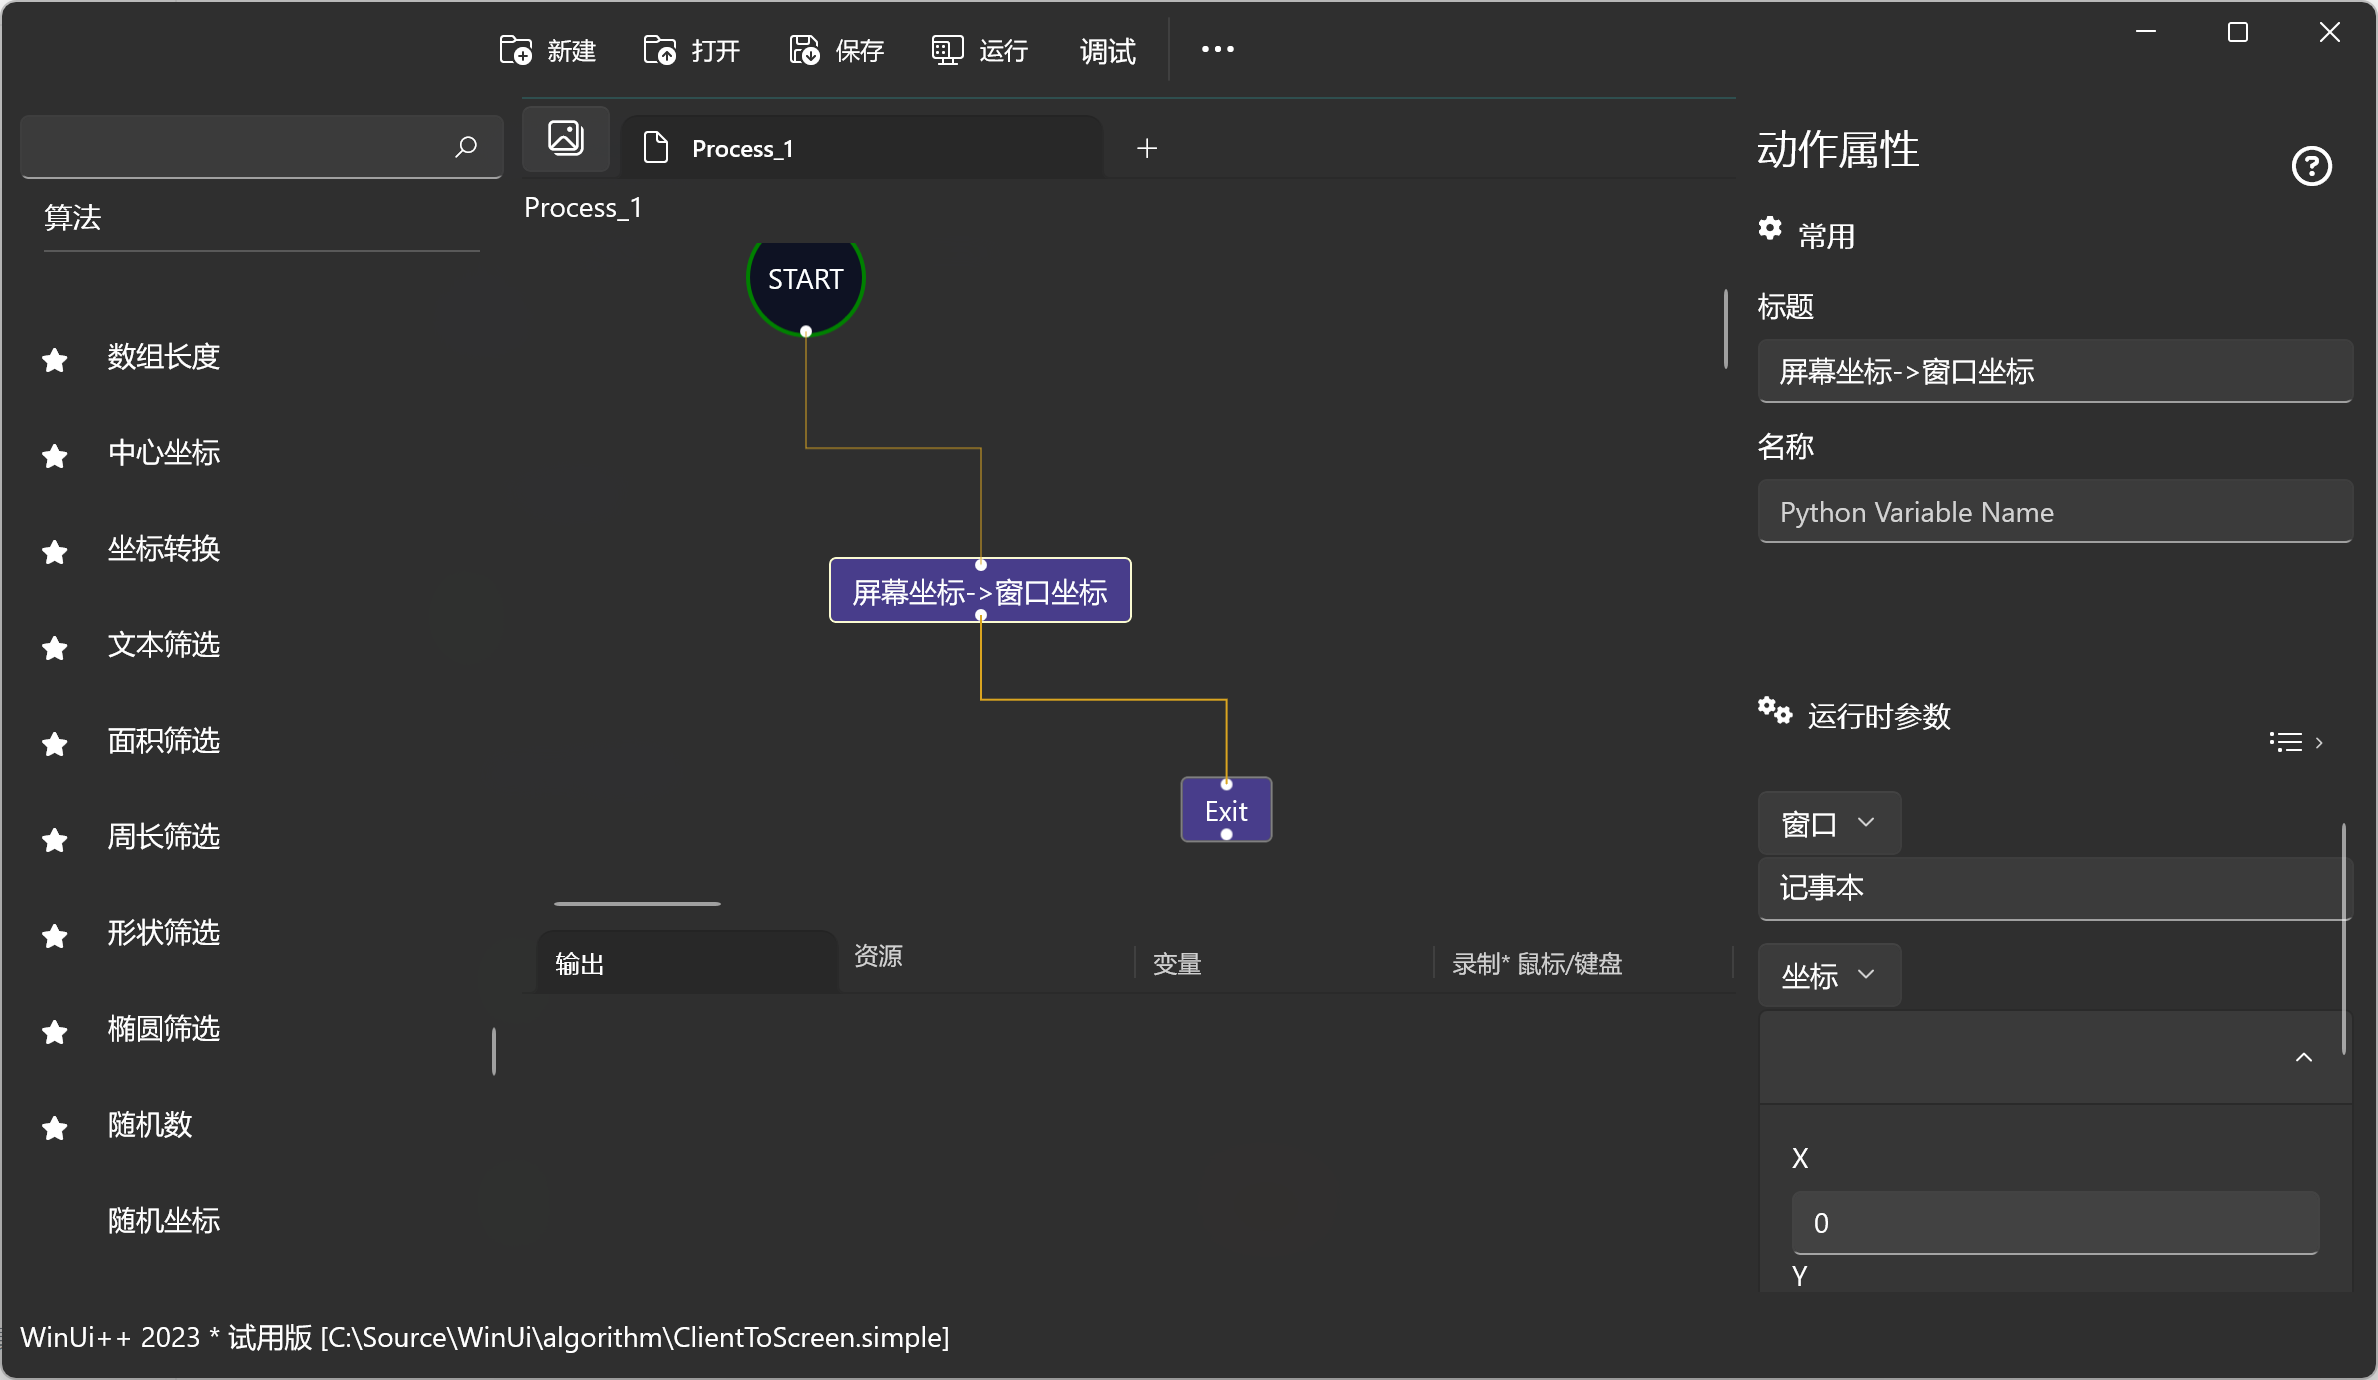 新建 打开 保存 运行 调试
Process_1
Process_1
算法
数组长度
中心坐标
坐标转换
文本筛选
面积筛选
周长筛选
形状筛选
椭圆筛选
随机数
随机坐标
START
屏幕坐标->窗口坐标
Exit
输出 资源 变量 录制* 鼠标/键盘
动作属性
常用
标题
屏幕坐标->窗口坐标
名称
Python Variable Name
运行时参数
窗口
记事本
坐标
X
0
Y
WinUi++ 2023 * 试用版 [C:\Source\WinUi\algorithm\ClientToScreen.simple]